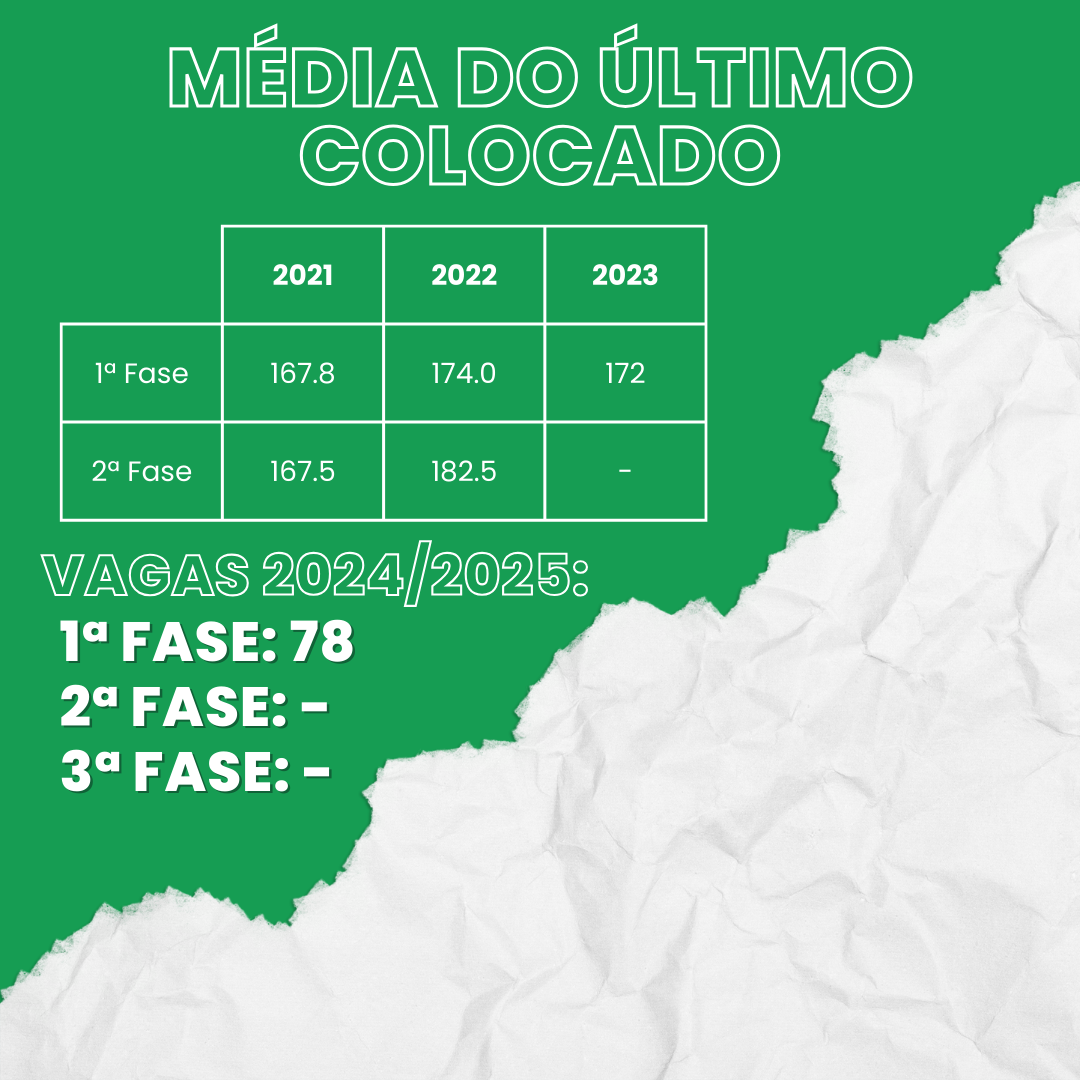 MÉDIA DO ÚLTIMO
COLOCADO
2021 2022 2023
1ª Fase 167.8 174.0 172
2ª Fase 167.5 182.5 -
VAGAS 2024/2025:
1ª FASE: 78
2ª FASE: -
3ª FASE: -